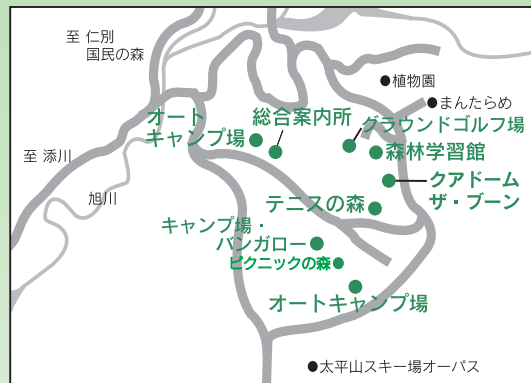 至 仁別
国民の森
●植物園
●まんたらめ
オート
キャンプ場
総合案内所
グラウンドゴルフ場
森林学習館
至 添川
クアドーム
ザ・ブーン
旭川
テニスの森
キャンプ場・
バンガロー
ピクニックの森
オートキャンプ場
●太平山スキー場オーパス